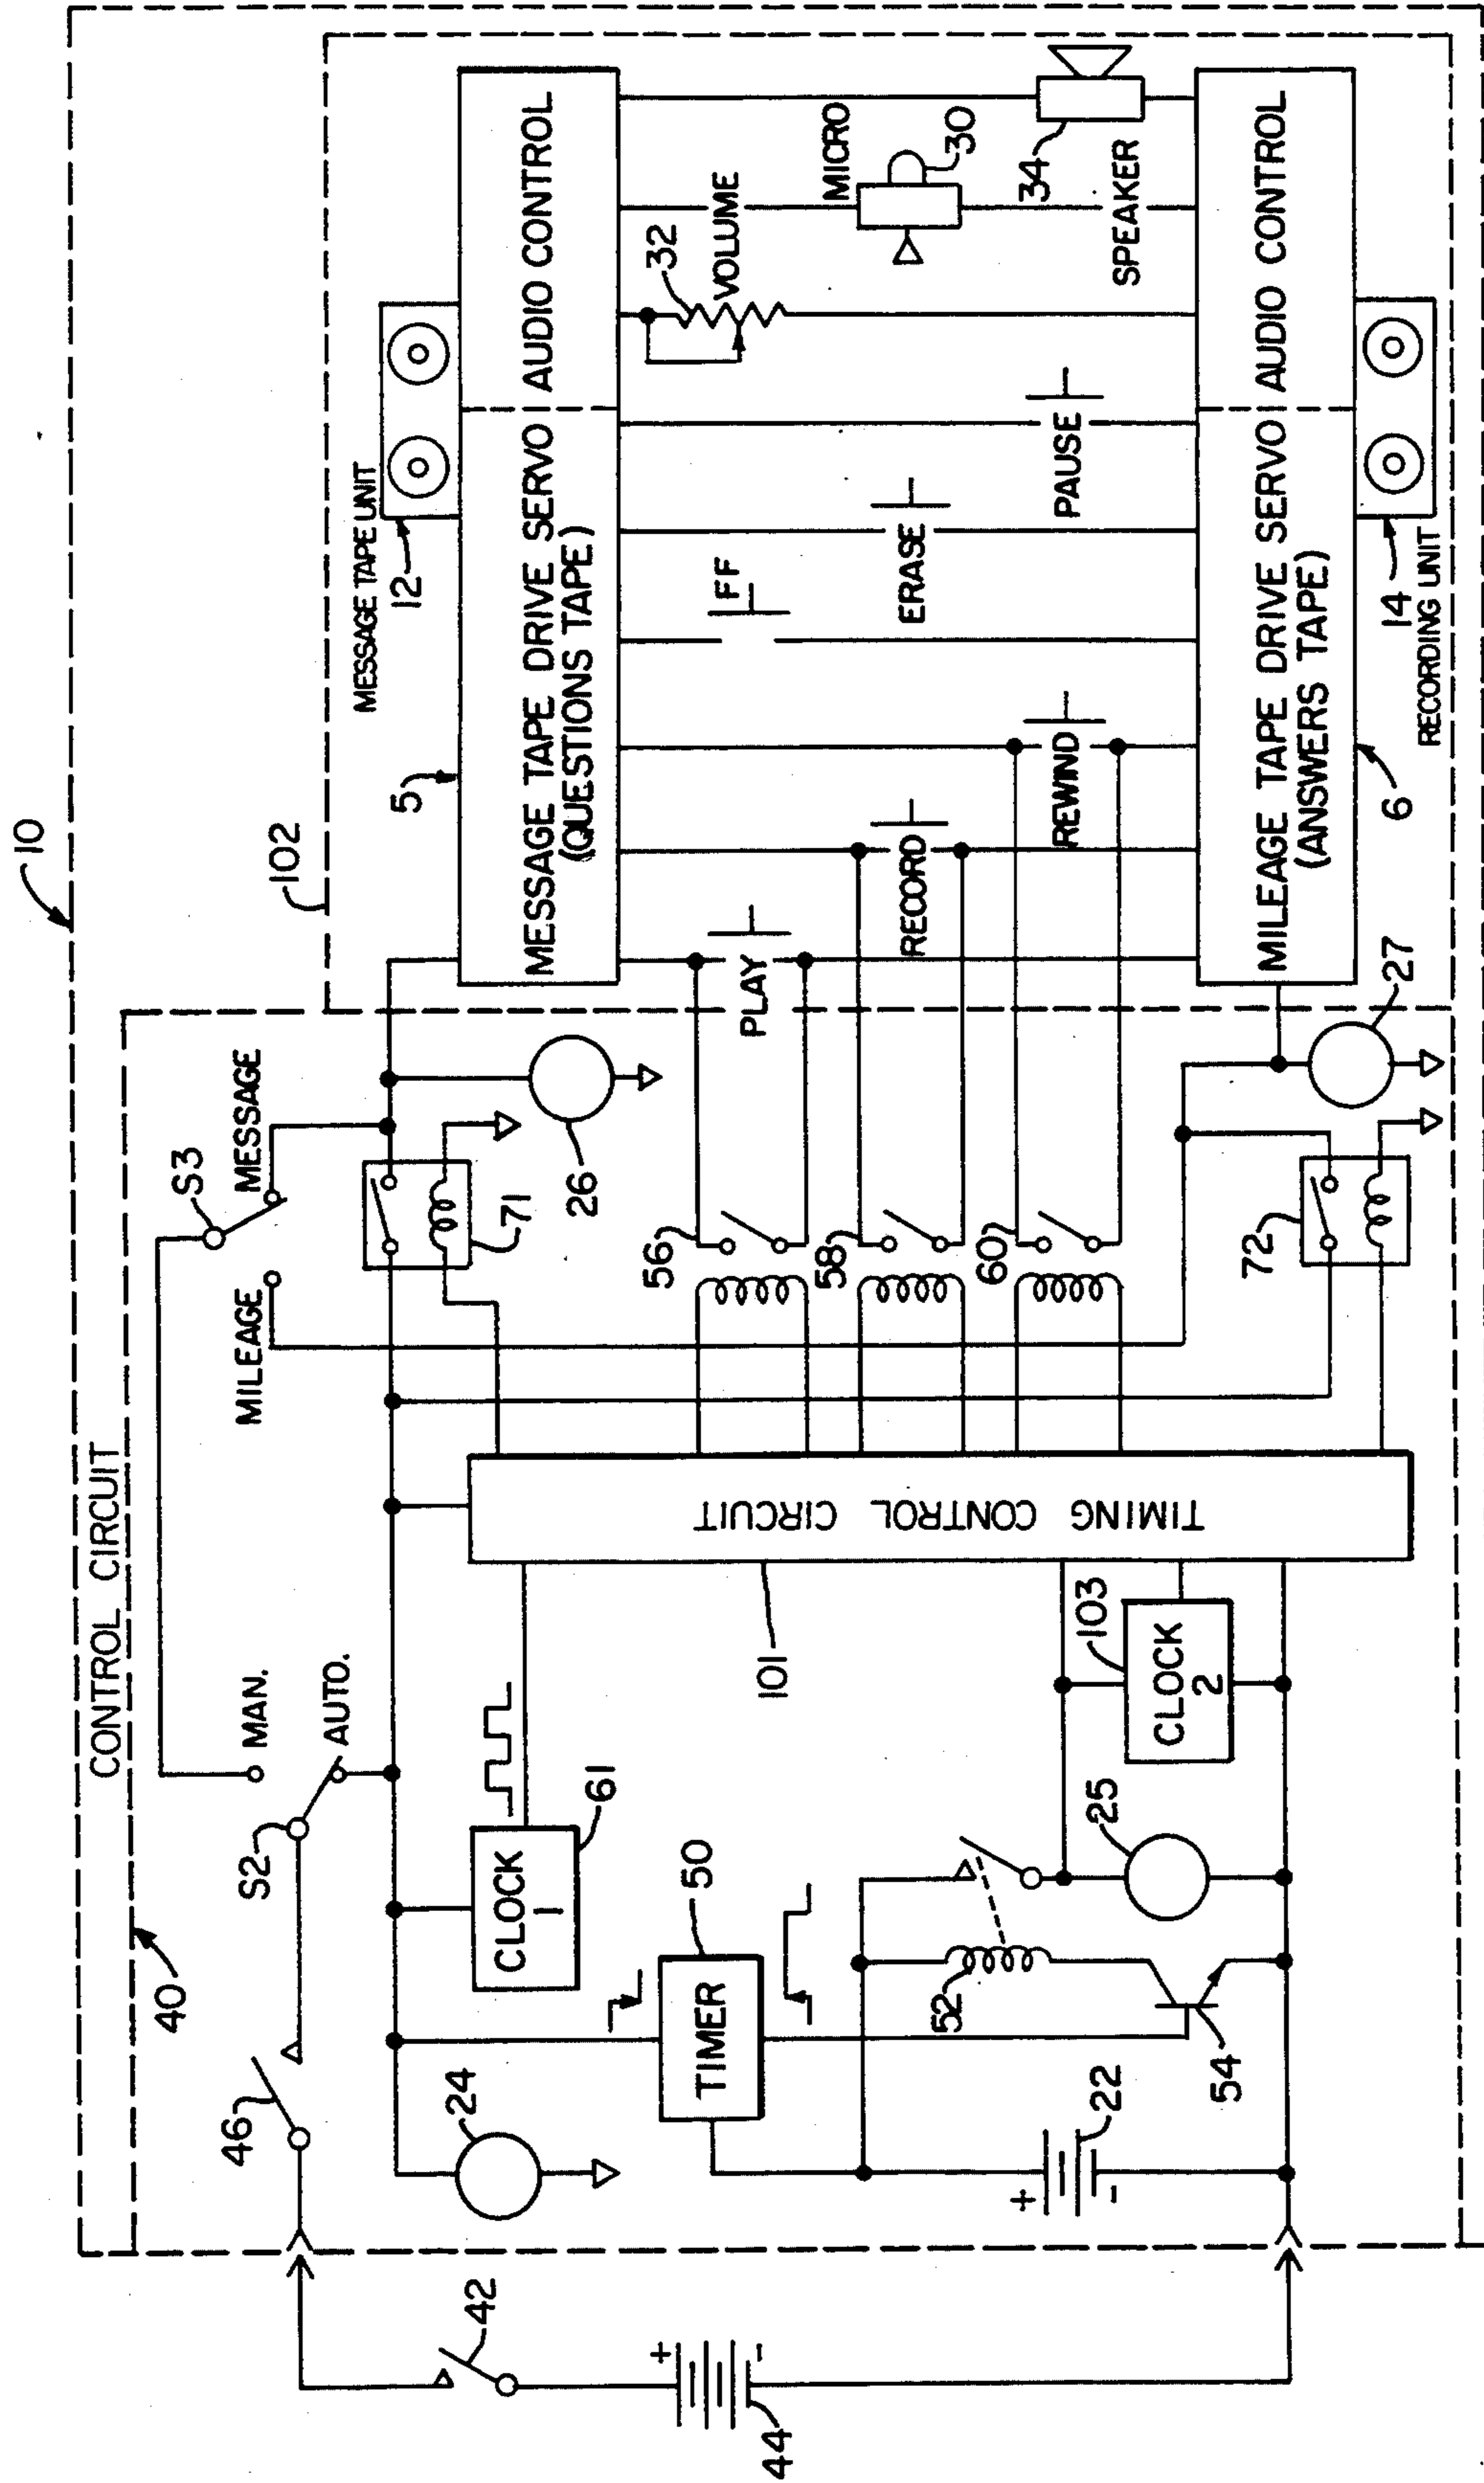 10
CONTROL CIRCUIT
40
102
S3
MESSAGE
MILEAGE
MAN.
S2
AUTO.
46
42
+
-
44
24
CLOCK
1
61
TIMER
50
52
54
+
-
22
25
CLOCK
2
103
101
TIMING CONTROL CIRCUIT
71
26
56
58
60
72
27
MESSAGE TAPE UNIT
12
5
MESSAGE TAPE DRIVE SERVO
(QUESTIONS TAPE)
AUDIO CONTROL
PLAY
RECORD
REWIND
FF
ERASE
PAUSE
32
VOLUME
MICRO
30
34
SPEAKER
MILEAGE TAPE DRIVE SERVO
(ANSWERS TAPE)
AUDIO CONTROL
6
14
RECORDING UNIT